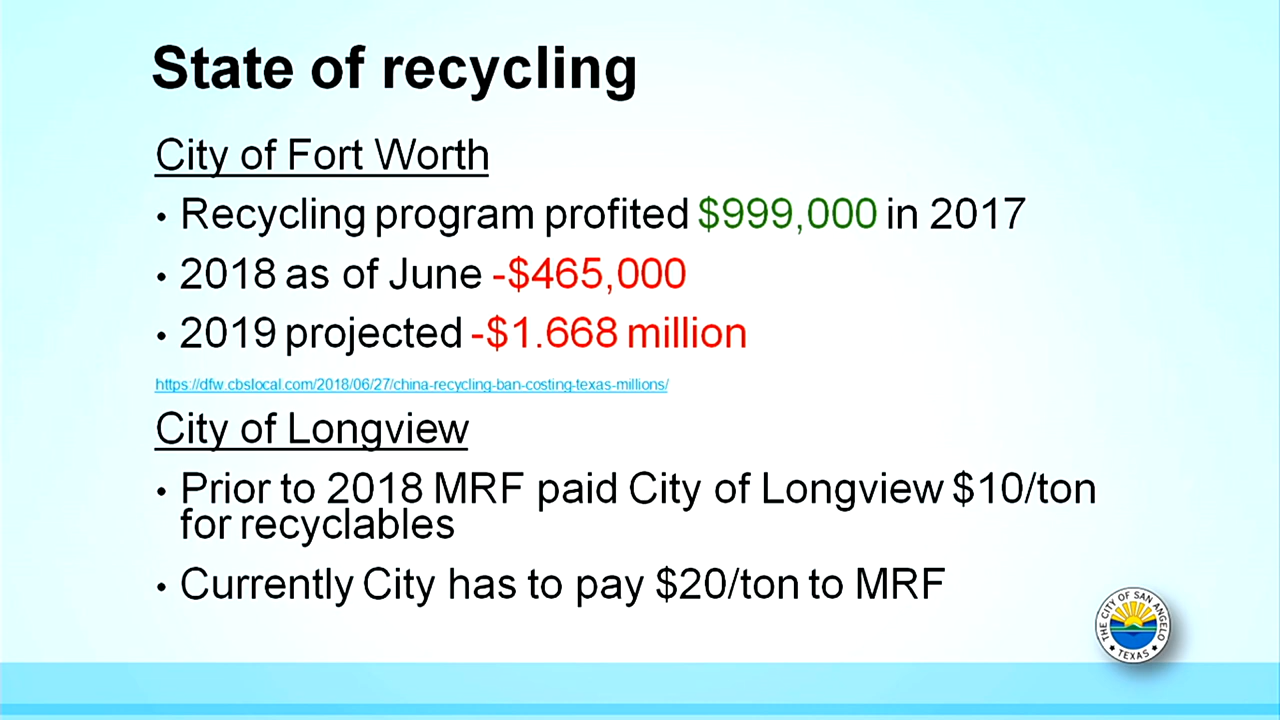 State of recycling
City of Fort Worth
• Recycling program profited $999,000 in 2017
• 2018 as of June -$465,000
• 2019 projected -$1.668 million
https://dfw.cbslocal.com/2018/06/27/china-recycling-ban-costing-texas-millions/
City of Longview
• Prior to 2018 MRF paid City of Longview $10/ton
for recyclables
• Currently City has to pay $20/ton to MRF
THE CITY OF SAN ANGELO
TEXAS